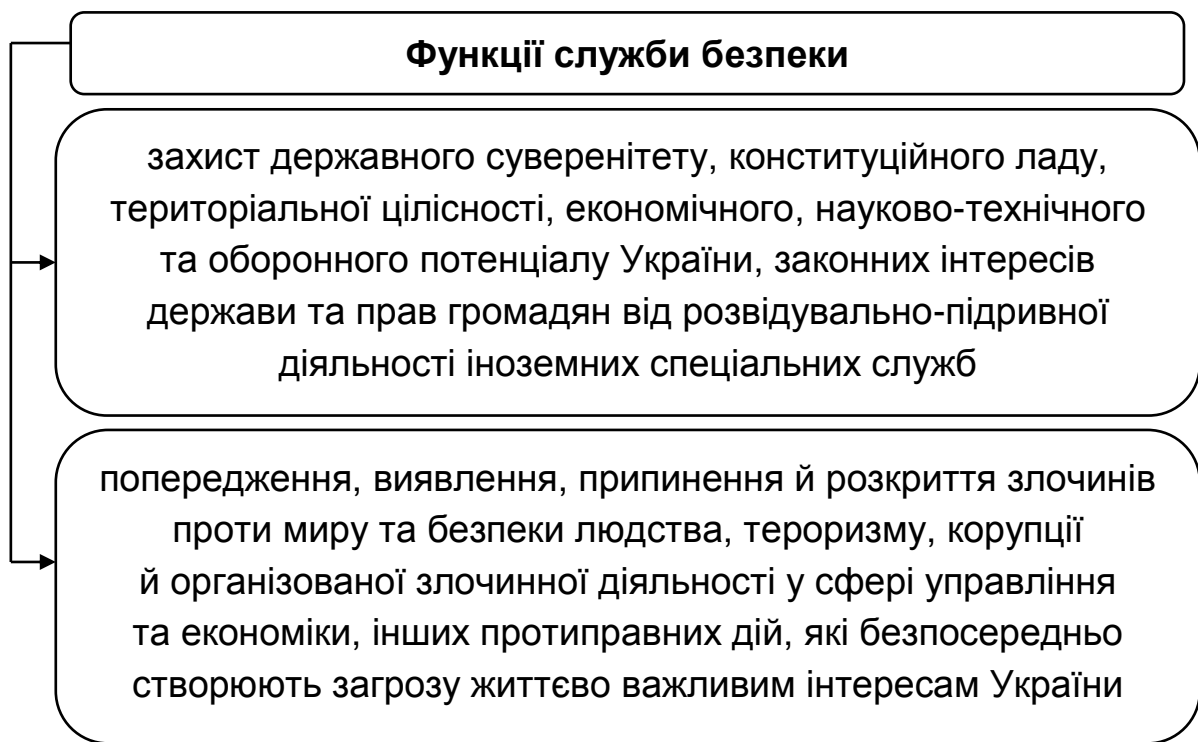 Функції служби безпеки
захист державного суверенітету, конституційного ладу,
територіальної цілісності, економічного, науково-технічного
та оборонного потенціалу України, законних інтересів
держави та прав громадян від розвідувально-підривної
діяльності іноземних спеціальних служб
попередження, виявлення, припинення й розкриття злочинів
проти миру та безпеки людства, тероризму, корупції
й організованої злочинної діяльності у сфері управління
та економіки, інших протиправних дій, які безпосередньо
створюють загрозу життєво важливим інтересам України